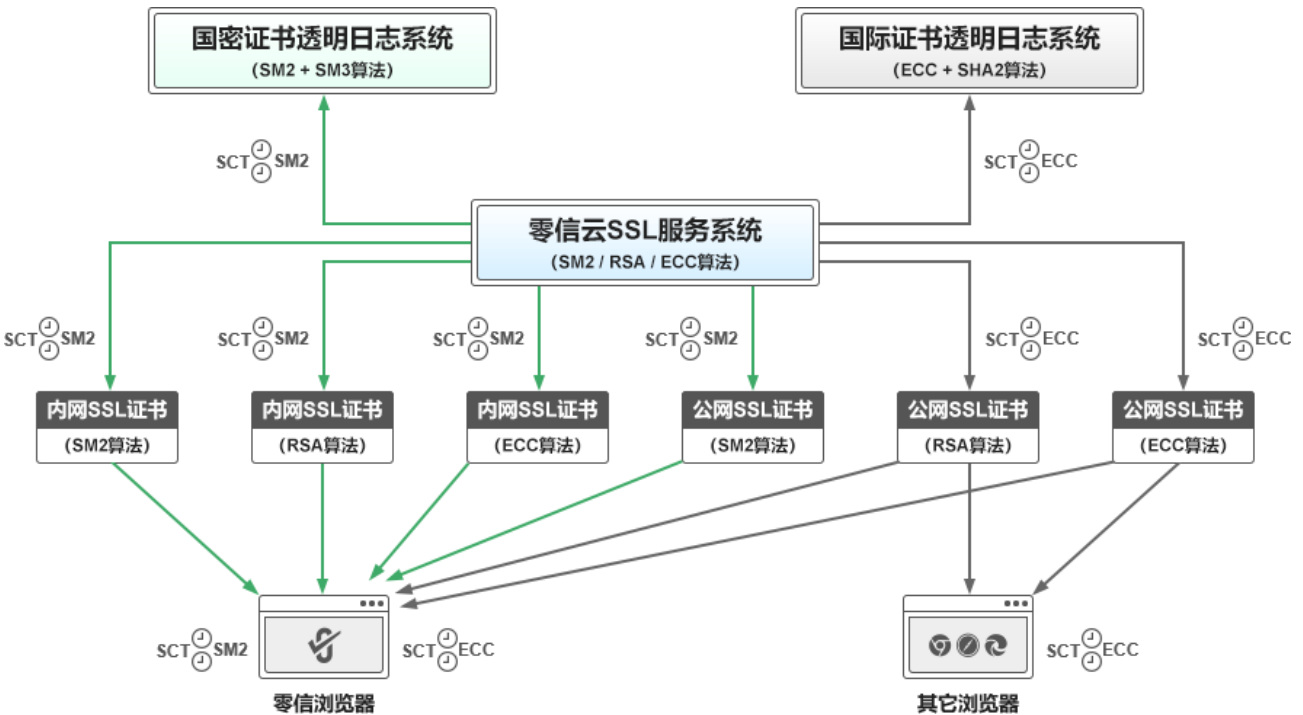 国密证书透明日志系统
(SM2 + SM3算法)
国际证书透明日志系统
(ECC + SHA2算法)
SCT SM2
SCT ECC
零信云SSL服务系统
(SM2 / RSA / ECC算法)
SCT SM2
SCT SM2
SCT SM2
SCT SM2
SCT ECC
SCT ECC
内网SSL证书
(SM2算法)
内网SSL证书
(RSA算法)
内网SSL证书
(ECC算法)
公网SSL证书
(SM2算法)
公网SSL证书
(RSA算法)
公网SSL证书
(ECC算法)
SCT SM2
SCT ECC
SCT ECC
零信浏览器
其它浏览器